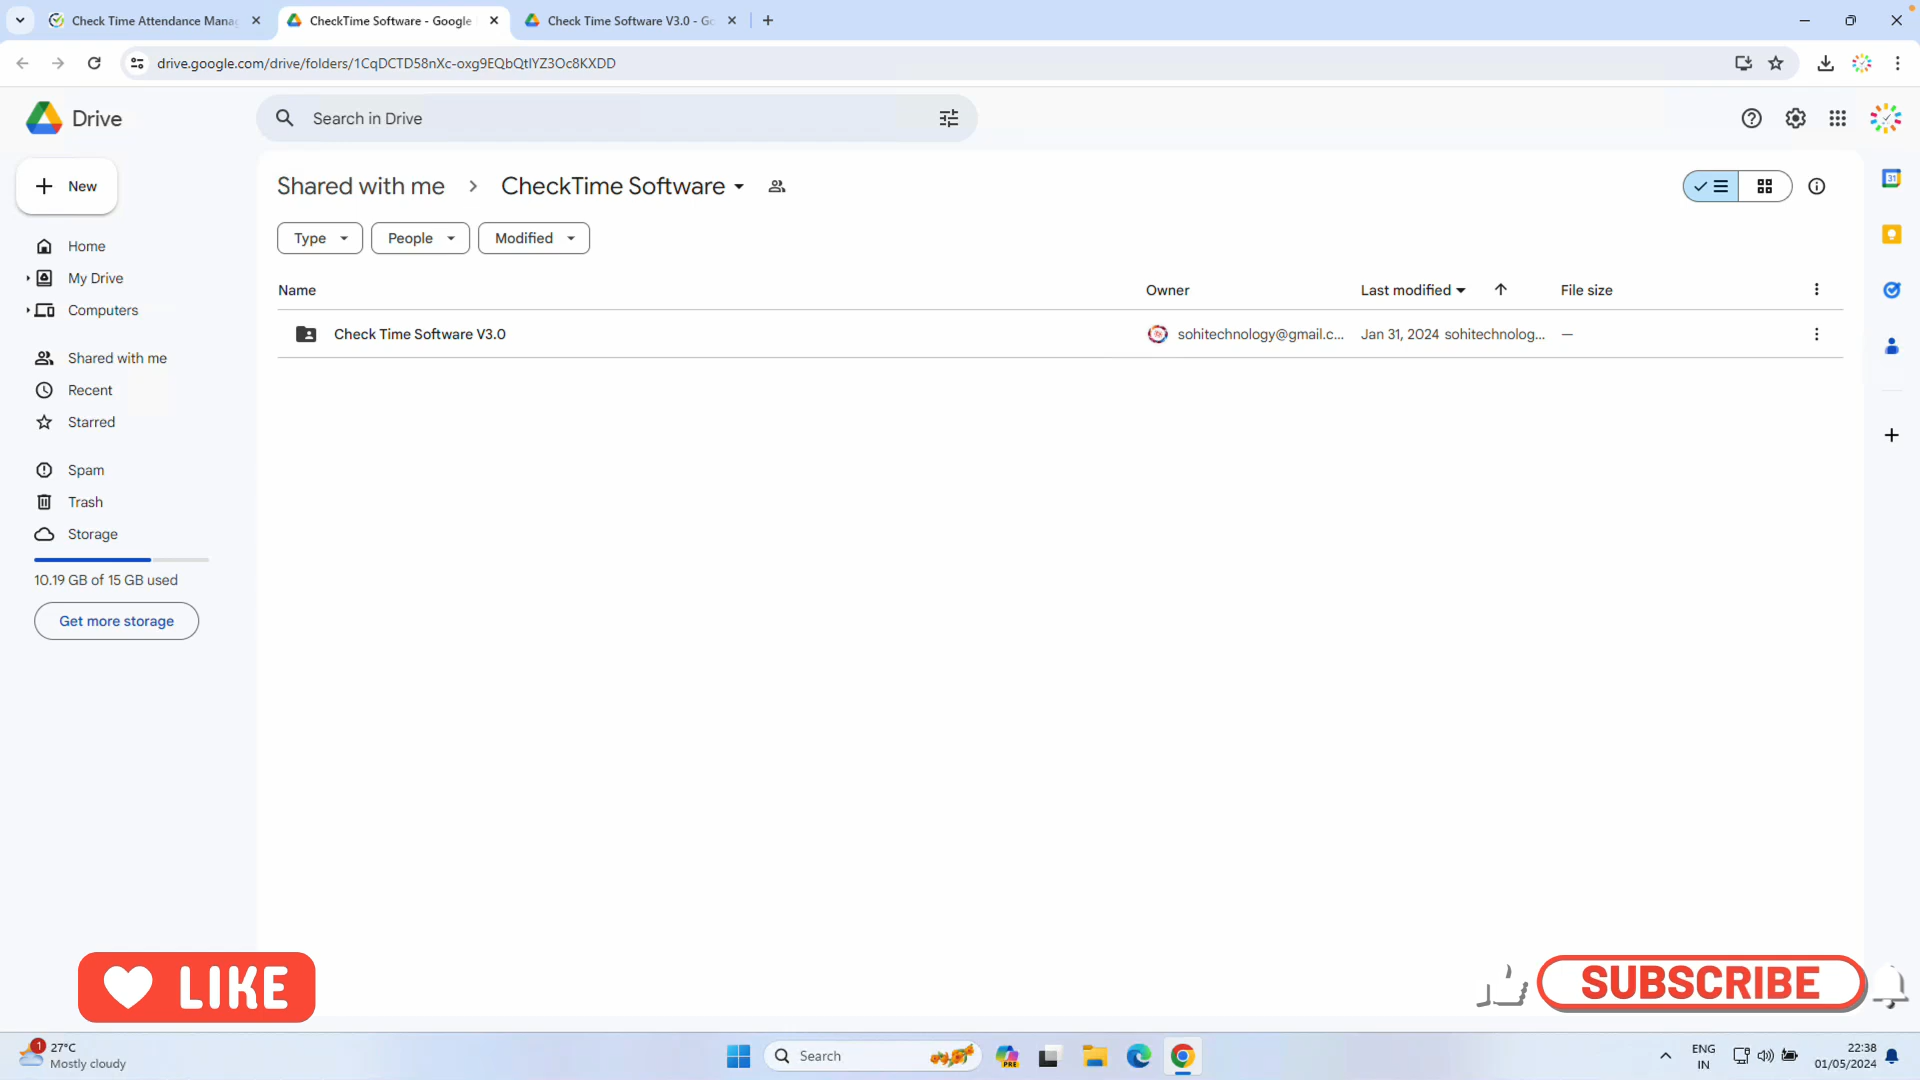 Check Time Attendance Mana
CheckTime Software - Google
Check Time Software V3.0 - Go
drive.google.com/drive/folders/1CqDCTD58nXc-oxg9EQbQtIYZ3Oc8KXDD
Drive
Search in Drive
New
Shared with me
CheckTime Software
Type
People
Modified
Home
My Drive
Computers
Shared with me
Recent
Starred
Spam
Trash
Storage
10.19 GB of 15 GB used
Get more storage
Name
Owner
Last modified
File size
Check Time Software V3.0
sohitechnology@gmail.c...
Jan 31, 2024 sohitechnolog...
—
31
LIKE
SUBSCRIBE
1
27°C
Mostly cloudy
Search
PRE
ENG
IN
22:38
01/05/2024